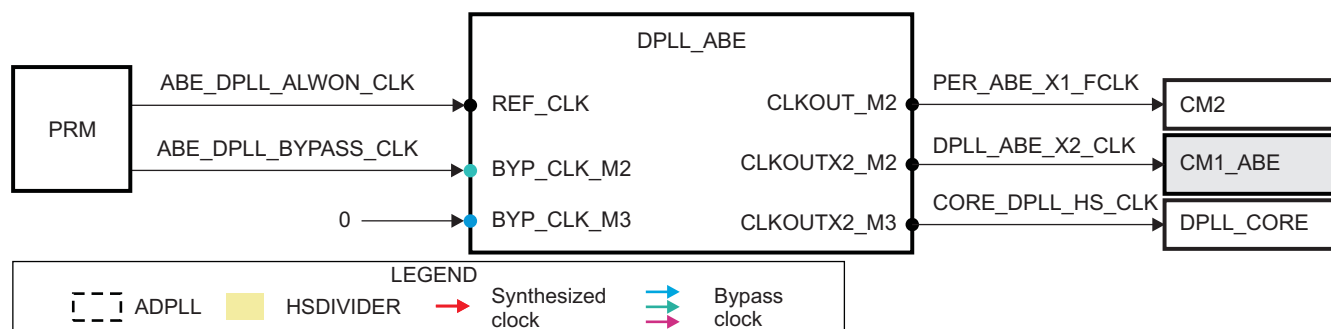 DPLL_ABE
PRM
ABE_DPLL_ALWON_CLK
REF_CLK
CLKOUT_M2
PER_ABE_X1_FCLK
CM2
ABE_DPLL_BYPASS_CLK
BYP_CLK_M2
CLKOUTX2_M2
DPLL_ABE_X2_CLK
CM1_ABE
0
BYP_CLK_M3
CLKOUTX2_M3
CORE_DPLL_HS_CLK
DPLL_CORE
LEGEND
ADPLL
HSDIVIDER
Synthesized
clock
Bypass
clock